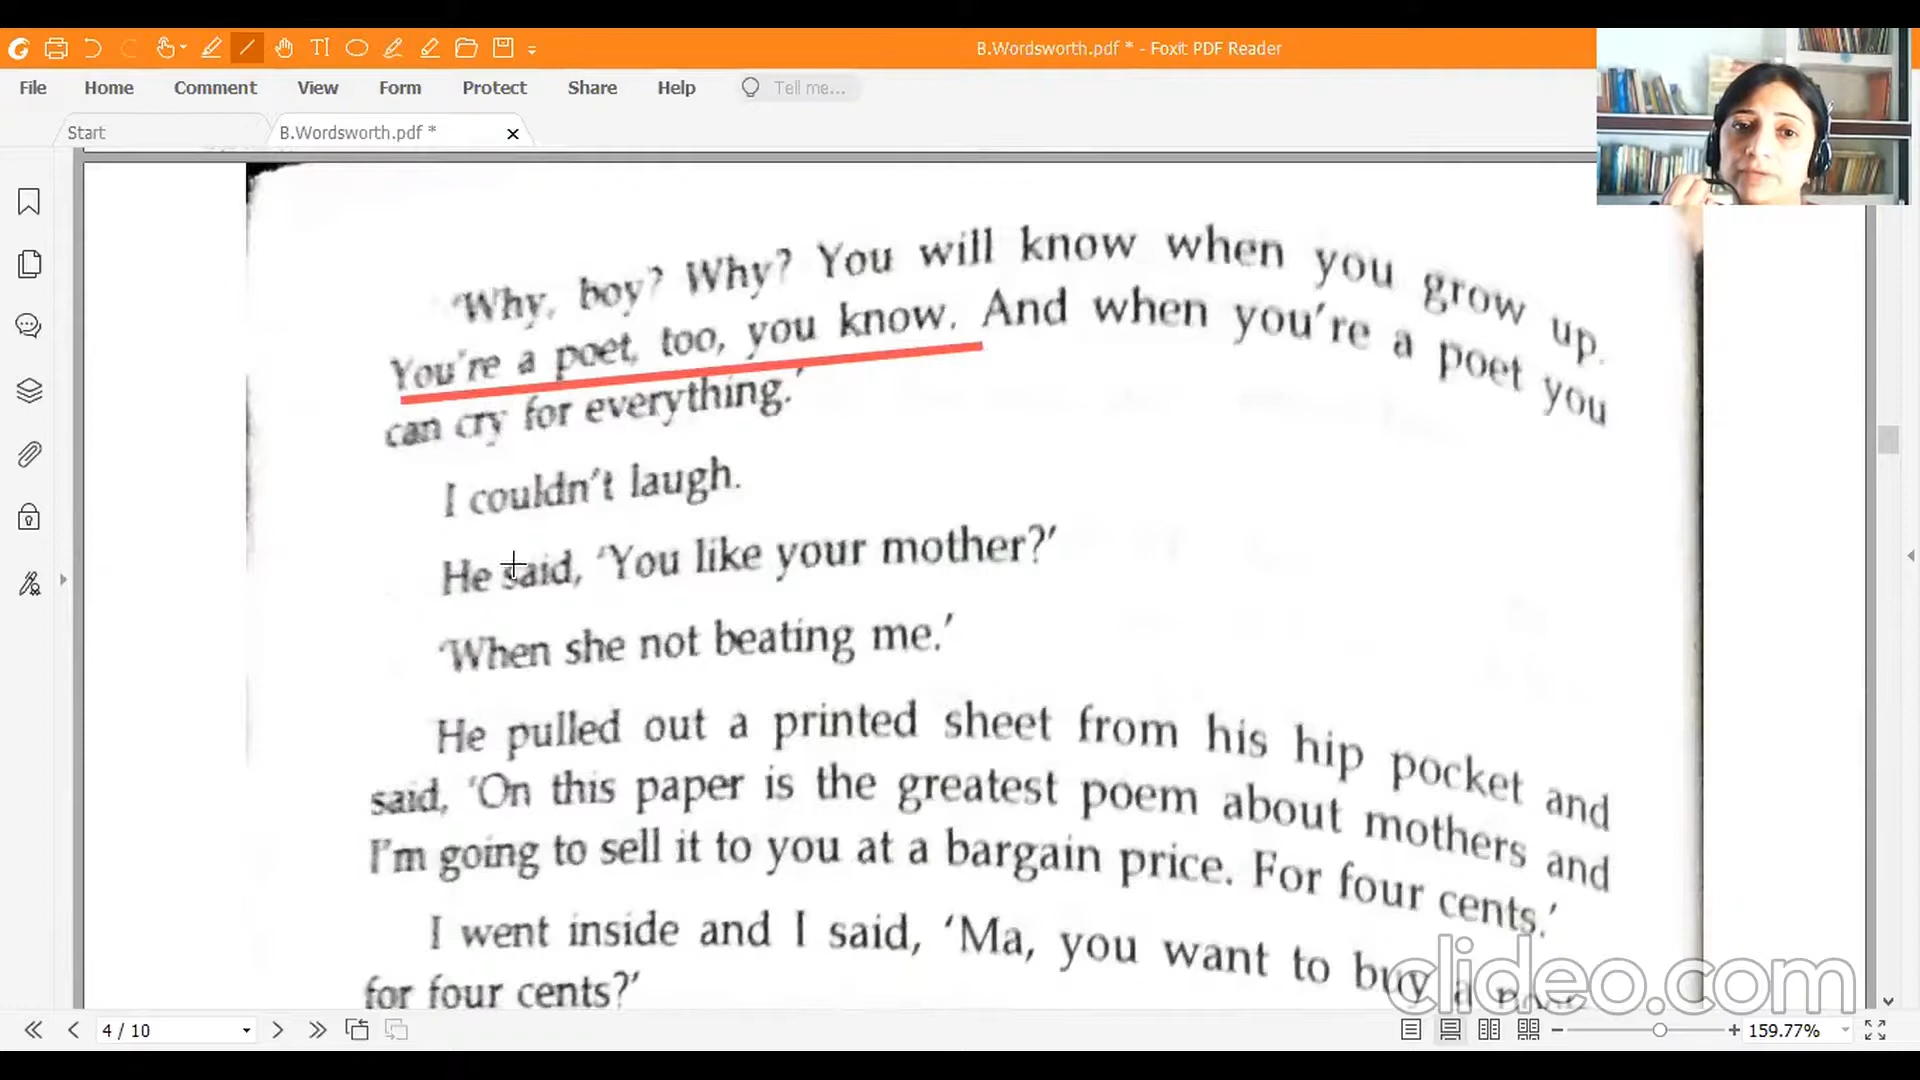 B.Wordsworth.pdf * - Foxit PDF Reader
File Home Comment View Form Protect Share Help Tell me...
Start B.Wordsworth.pdf *
'Why, boy? Why? You will know when you grow up.
You're a poet, too, you know. And when you're a poet you
can cry for everything.'
I couldn't laugh.
He said, 'You like your mother?'
'When she not beating me.'
He pulled out a printed sheet from his hip pocket and
said, 'On this paper is the greatest poem about mothers and
I'm going to sell it to you at a bargain price. For four cents.'
I went inside and I said, 'Ma, you want to buy a
for four cents?'
clideo.com
4 / 10 159.77%